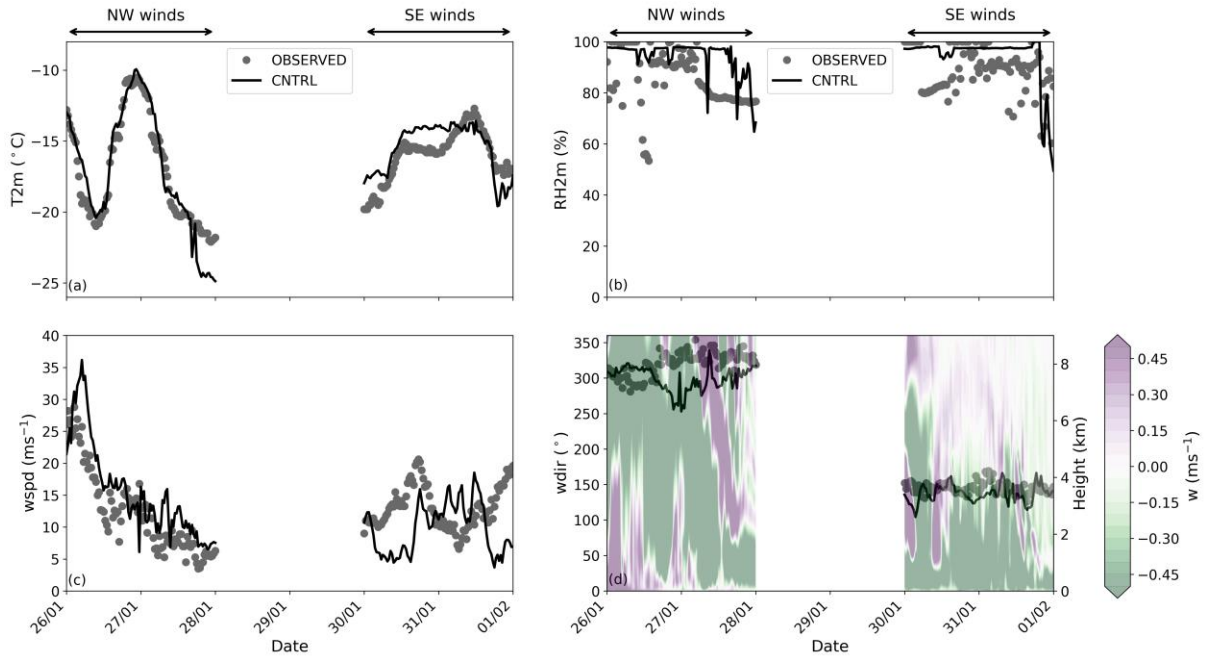 NW winds
SE winds
NW winds
SE winds
OBSERVED
CNTRL
−10
−15
−20
−25
T2m (°C)
(a)
OBSERVED
CNTRL
100
80
60
40
20
0
RH2m (%)
(b)
40
35
30
25
20
15
10
5
0
wspd (ms⁻¹)
(c)
26/01
27/01
28/01
29/01
30/01
31/01
01/02
Date
350
300
250
200
150
100
50
0
wdir (°)
(d)
26/01
27/01
28/01
29/01
30/01
31/01
01/02
Date
8
6
4
2
0
Height (km)
0.45
0.30
0.15
0.00
−0.15
−0.30
−0.45
w (ms⁻¹)